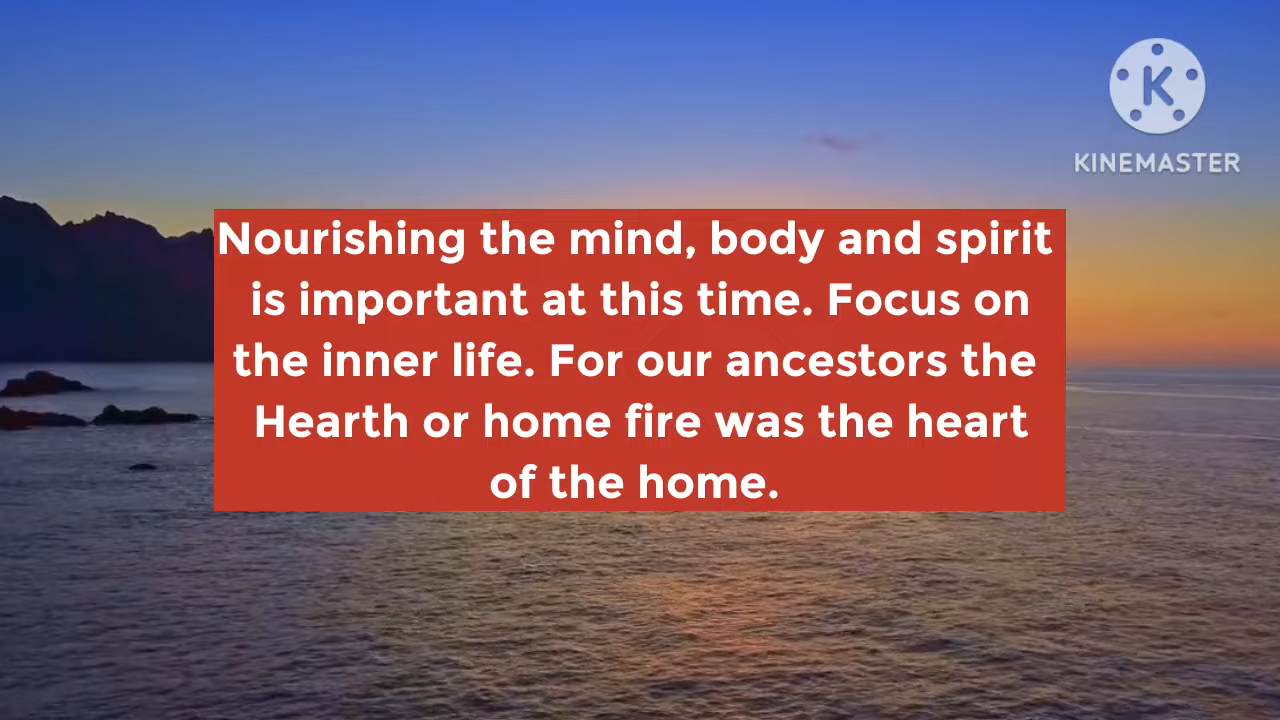 K
KINEMASTER
Nourishing the mind, body and spirit
is important at this time. Focus on
the inner life. For our ancestors the
Hearth or home fire was the heart
of the home.